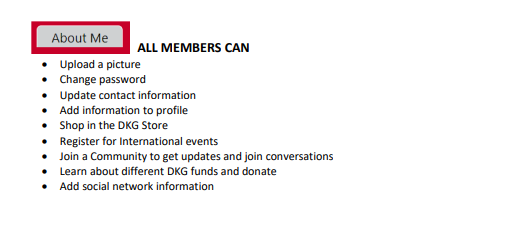 About Me
ALL MEMBERS CAN
• Upload a picture
• Change password
• Update contact information
• Add information to profile
• Shop in the DKG Store
• Register for International events
• Join a Community to get updates and join conversations
• Learn about different DKG funds and donate
• Add social network information